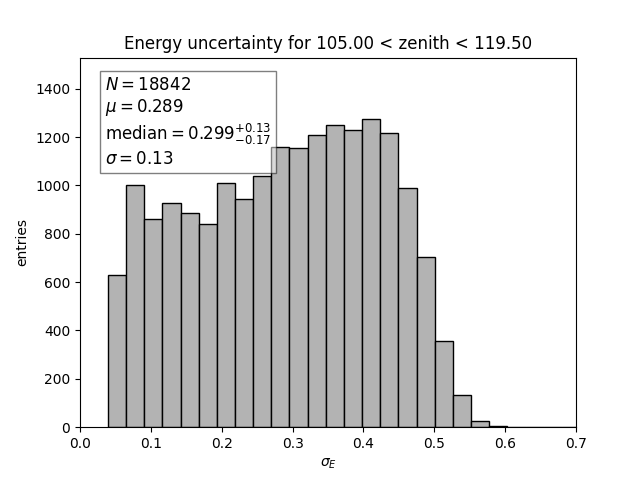 Energy uncertainty for 105.00 < zenith < 119.50
N = 18842
μ = 0.289
median = 0.299 +0.13 −0.17
σ = 0.13
1400
1200
1000
800
600
400
200
0
entries
0.0 0.1 0.2 0.3 0.4 0.5 0.6 0.7
σ_E